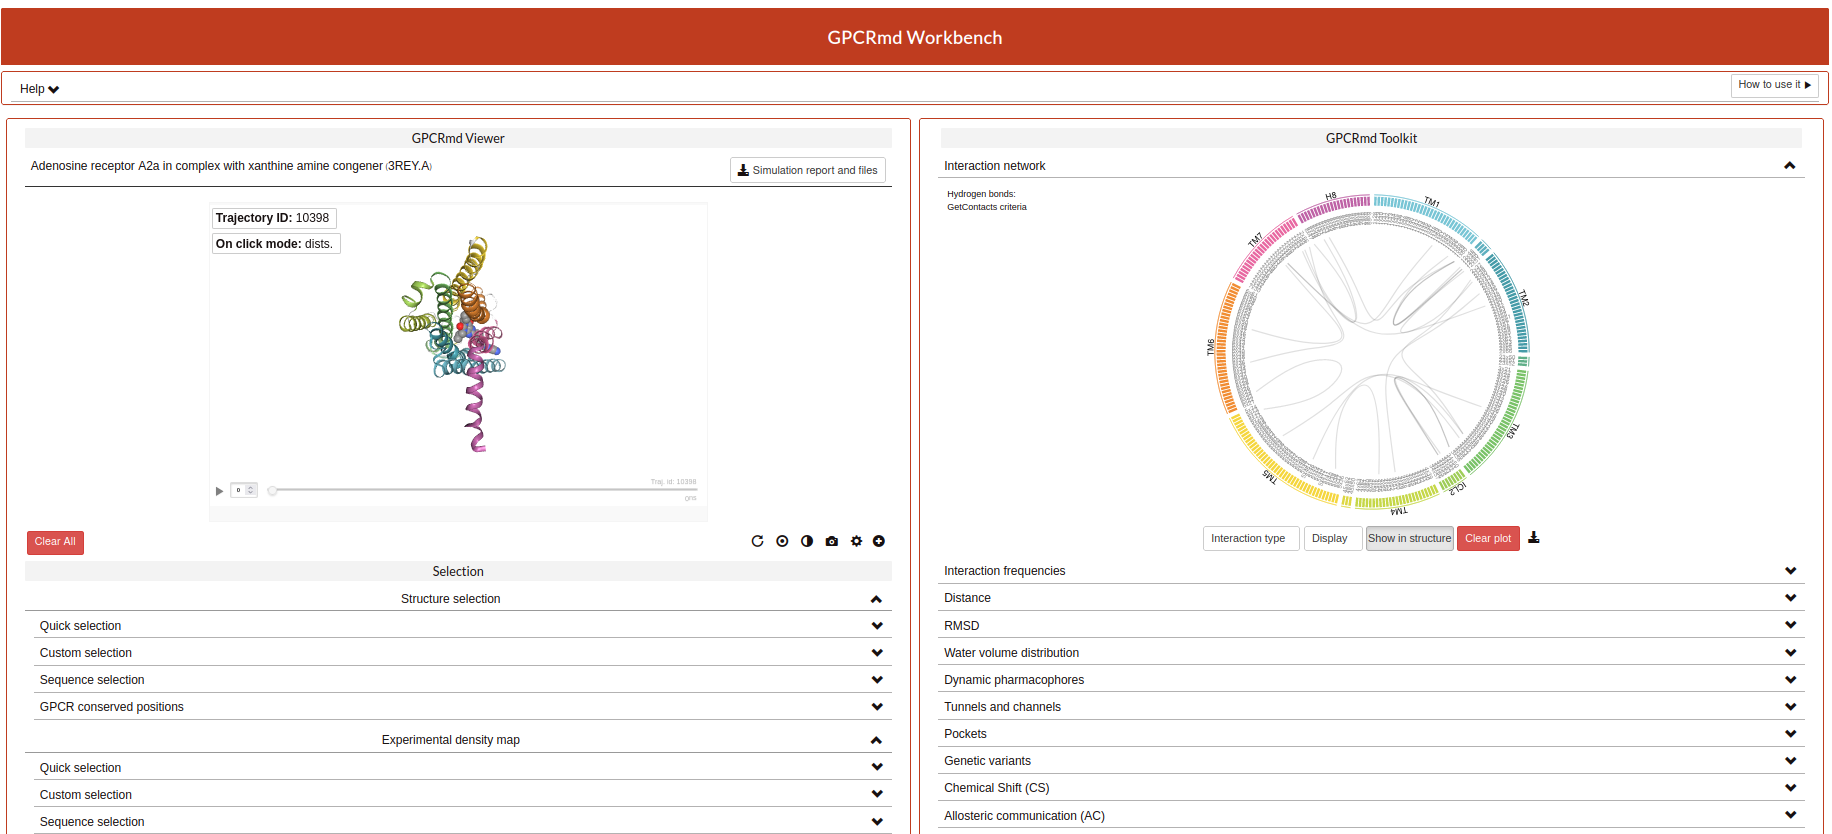 GPCRmd Workbench
Help
How to use it
GPCRmd Viewer
Adenosine receptor A2a in complex with xanthine amine congener (3REY.A)
Simulation report and files
Trajectory ID: 10398
On click mode: dists.
0
Traj. Id: 10398
Clear All
Selection
Structure selection
Quick selection
Custom selection
Sequence selection
GPCR conserved positions
Experimental density map
Quick selection
Custom selection
Sequence selection
GPCRmd Toolkit
Interaction network
Hydrogen bonds:
GetContacts criteria
H8
TM1
TM7
TM2
TM6
TM3
TM5
ICL2
TM4
Interaction type
Display
Show in structure
Clear plot
Interaction frequencies
Distance
RMSD
Water volume distribution
Dynamic pharmacophores
Tunnels and channels
Pockets
Genetic variants
Chemical Shift (CS)
Allosteric communication (AC)